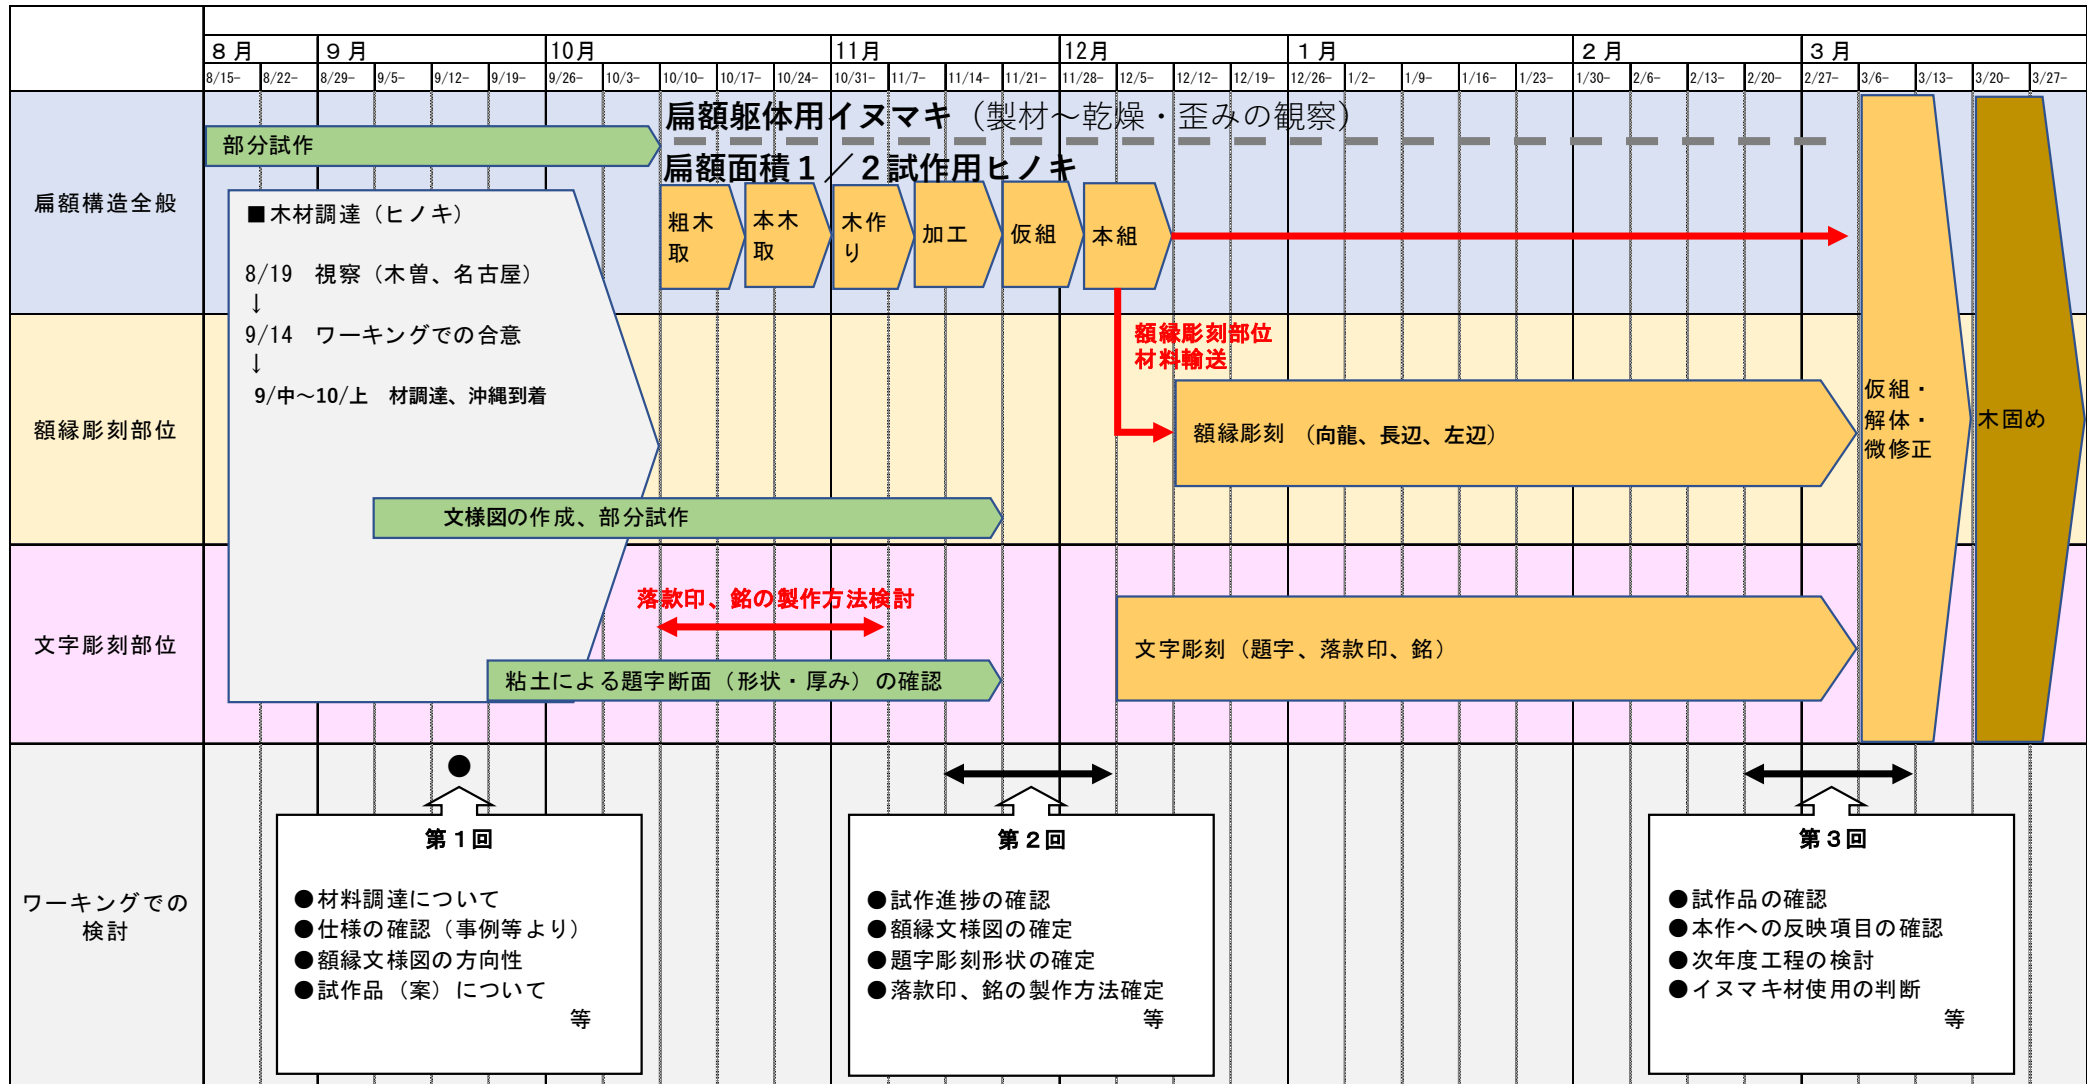 ８月 ９月 10月 11月 12月 １月 ２月 ３月
8/15- 8/22- 8/29- 9/5- 9/12- 9/19- 9/26- 10/3- 10/10- 10/17- 10/24- 10/31- 11/7- 11/14- 11/21- 11/28- 12/5- 12/12- 12/19- 12/26- 1/2- 1/9- 1/16- 1/23- 1/30- 2/6- 2/13- 2/20- 2/27- 3/6- 3/13- 3/20- 3/27-
扁額構造全般
部分試作
扁額躯体用イヌマキ（製材～乾燥・歪みの観察）
扁額面積１／２試作用ヒノキ
■木材調達（ヒノキ）
8/19 視察（木曽、名古屋）
↓
9/14 ワーキングでの合意
↓
9/中～10/上 材調達、沖縄到着
粗木
取
本木
取
木作
り
加工
仮組
本組
額縁彫刻部位
材料輸送
額縁彫刻部位
額縁彫刻 （向龍、長辺、左辺）
文様図の作成、部分試作
仮組・
解体・
微修正
木固め
文字彫刻部位
落款印、銘の製作方法検討
文字彫刻（題字、落款印、銘）
粘土による題字断面（形状・厚み）の確認
ワーキングでの
検討
第１回
●材料調達について
●仕様の確認（事例等より）
●額縁文様図の方向性
●試作品（案）について
等
第２回
●試作進捗の確認
●額縁文様図の確定
●題字彫刻形状の確定
●落款印、銘の製作方法確定
等
第３回
●試作品の確認
●本作への反映項目の確認
●次年度工程の検討
●イヌマキ材使用の判断
等